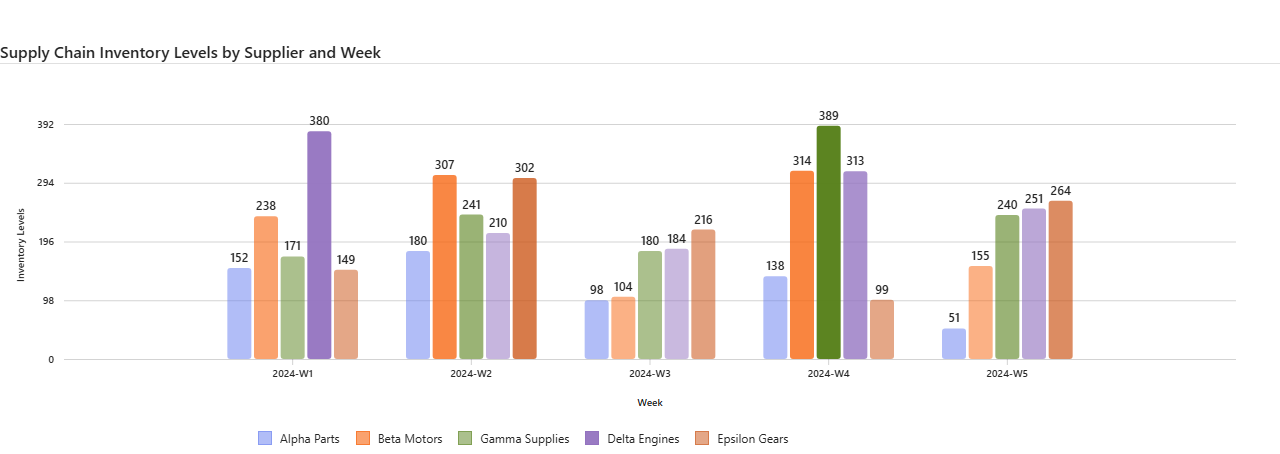 Supply Chain Inventory Levels by Supplier and Week
Inventory Levels
392
294
196
98
0
152
238
171
380
149
180
307
241
210
302
98
104
180
184
216
138
314
389
313
99
51
155
240
251
264
2024-W1
2024-W2
2024-W3
2024-W4
2024-W5
Week
Alpha Parts
Beta Motors
Gamma Supplies
Delta Engines
Epsilon Gears